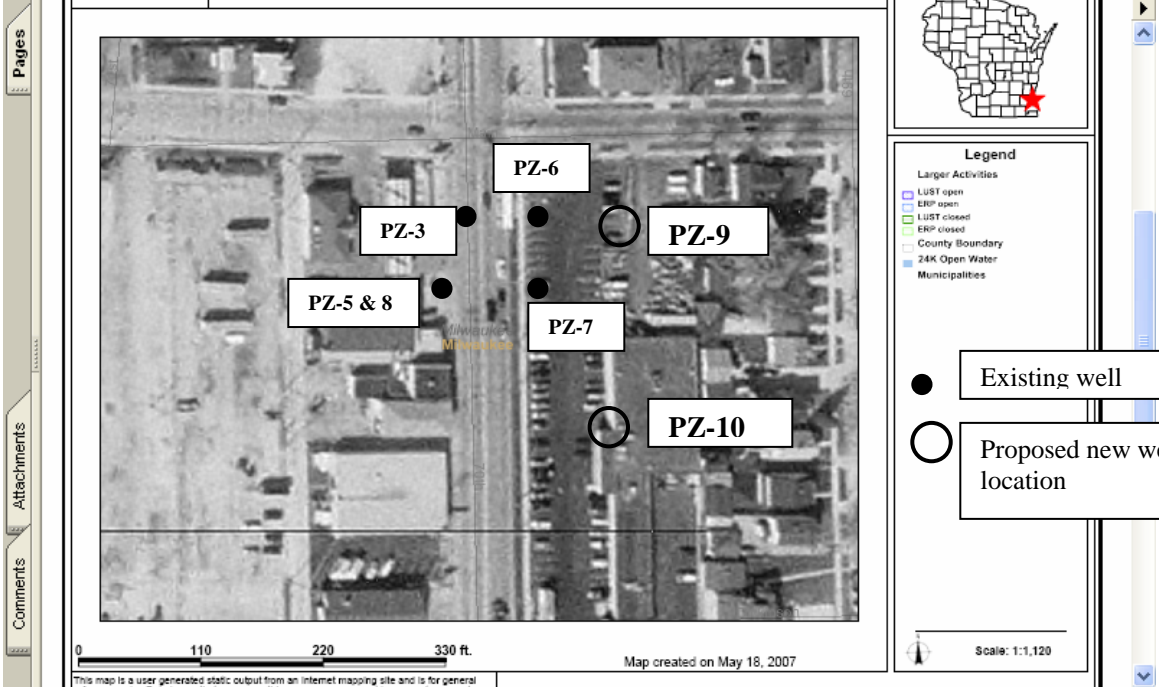 Pages
Attachments
Comments
PZ-6
PZ-3
PZ-9
PZ-5 & 8
PZ-7
Milwaukee
Milwaukee
PZ-10
70th
69th
0 110 220 330 ft.
Map created on May 18, 2007
This map is a user generated static output from an Internet mapping site and is for general
Legend
Larger Activities
LUST open
ERP open
LUST closed
ERP closed
County Boundary
24K Open Water
Municipalities
Existing well
Proposed new we
location
Scale: 1:1,120